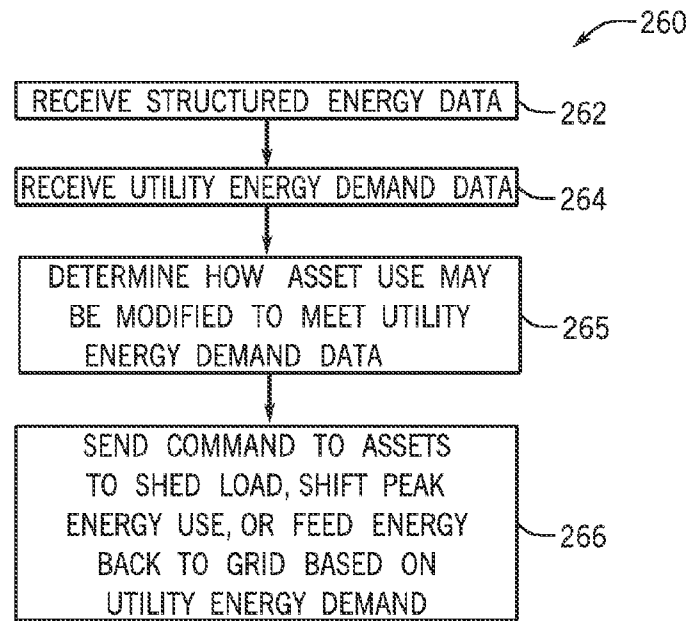 260
RECEIVE STRUCTURED ENERGY DATA
262
RECEIVE UTILITY ENERGY DEMAND DATA
264
DETERMINE HOW ASSET USE MAY
BE MODIFIED TO MEET UTILITY
ENERGY DEMAND DATA
265
SEND COMMAND TO ASSETS
TO SHED LOAD, SHIFT PEAK
ENERGY USE, OR FEED ENERGY
BACK TO GRID BASED ON
UTILITY ENERGY DEMAND
266